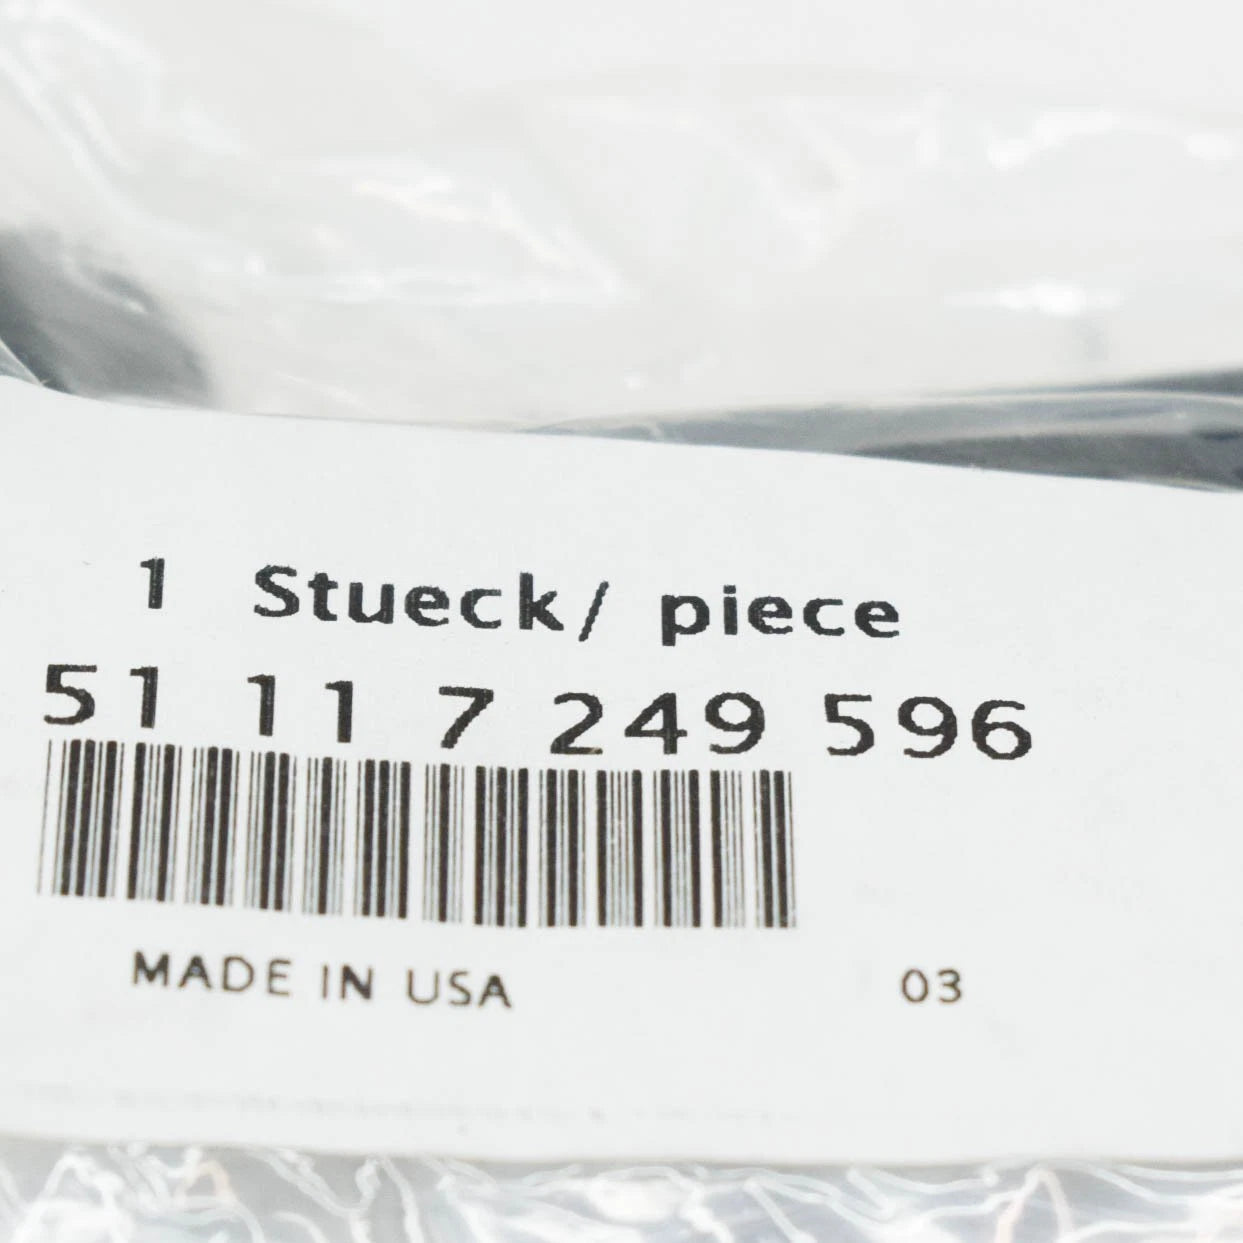 1 Stueck/ piece
51 11 7 249 596
MADE IN USA 03